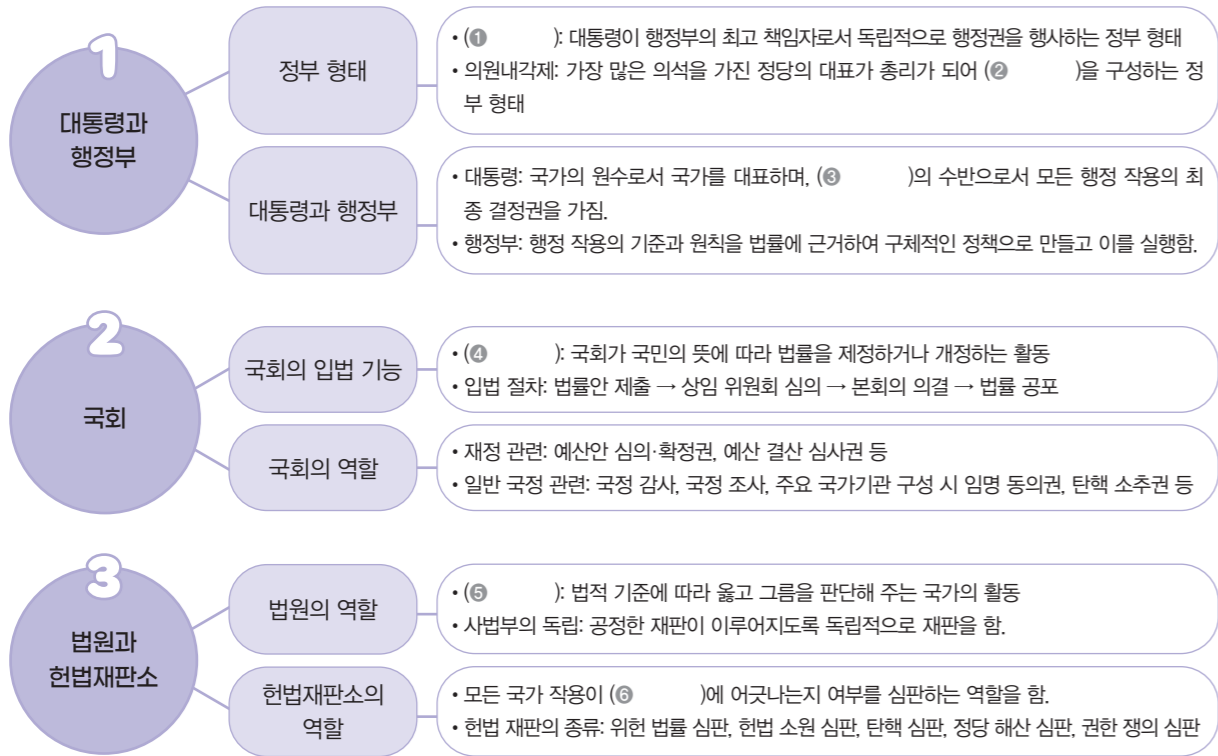 1
대통령과
행정부
정부 형태
• (❶ ): 대통령이 행정부의 최고 책임자로서 독립적으로 행정권을 행사하는 정부 형태
• 의원내각제: 가장 많은 의석을 가진 정당의 대표가 총리가 되어 (❷ )을 구성하는 정
부 형태
대통령과 행정부
• 대통령: 국가의 원수로서 국가를 대표하며, (❸ )의 수반으로서 모든 행정 작용의 최
종 결정권을 가짐.
• 행정부: 행정 작용의 기준과 원칙을 법률에 근거하여 구체적인 정책으로 만들고 이를 실행함.
2
국회
국회의 입법 기능
• (❹ ): 국회가 국민의 뜻에 따라 법률을 제정하거나 개정하는 활동
• 입법 절차: 법률안 제출 → 상임 위원회 심의 → 본회의 의결 → 법률 공포
국회의 역할
• 재정 관련: 예산안 심의·확정권, 예산 결산 심사권 등
• 일반 국정 관련: 국정 감사, 국정 조사, 주요 국가기관 구성 시 임명 동의권, 탄핵 소추권 등
3
법원과
헌법재판소
법원의 역할
• (❺ ): 법적 기준에 따라 옳고 그름을 판단해 주는 국가의 활동
• 사법부의 독립: 공정한 재판이 이루어지도록 독립적으로 재판을 함.
헌법재판소의
역할
• 모든 국가 작용이 (❻ )에 어긋나는지 여부를 심판하는 역할을 함.
• 헌법 재판의 종류: 위헌 법률 심판, 헌법 소원 심판, 탄핵 심판, 정당 해산 심판, 권한 쟁의 심판